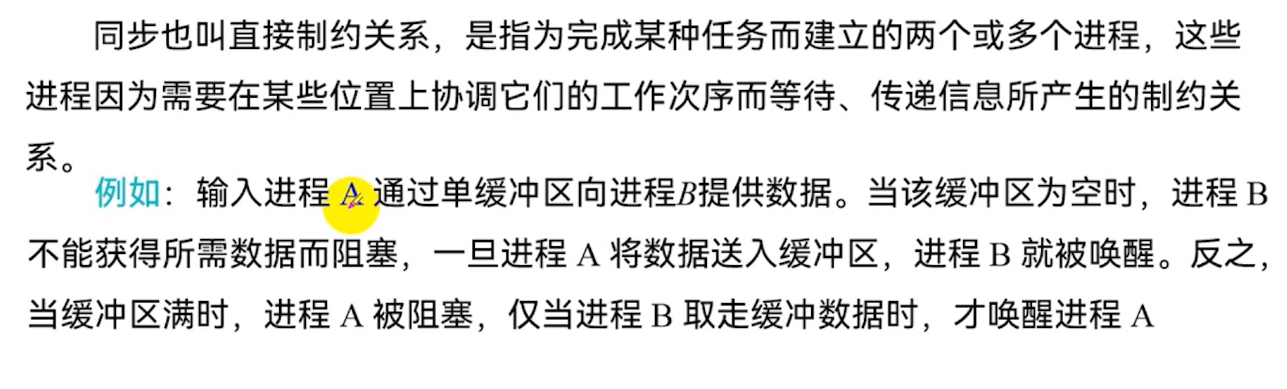 同步也叫直接制约关系，是指为完成某种任务而建立的两个或多个进程，这些
进程因为需要在某些位置上协调它们的工作次序而等待、传递信息所产生的制约关
系。
例如：输入进程 A 通过单缓冲区向进程B提供数据。当该缓冲区为空时，进程 B
不能获得所需数据而阻塞，一旦进程 A 将数据送入缓冲区，进程 B 就被唤醒。反之，
当缓冲区满时，进程 A 被阻塞，仅当进程 B 取走缓冲数据时，才唤醒进程 A